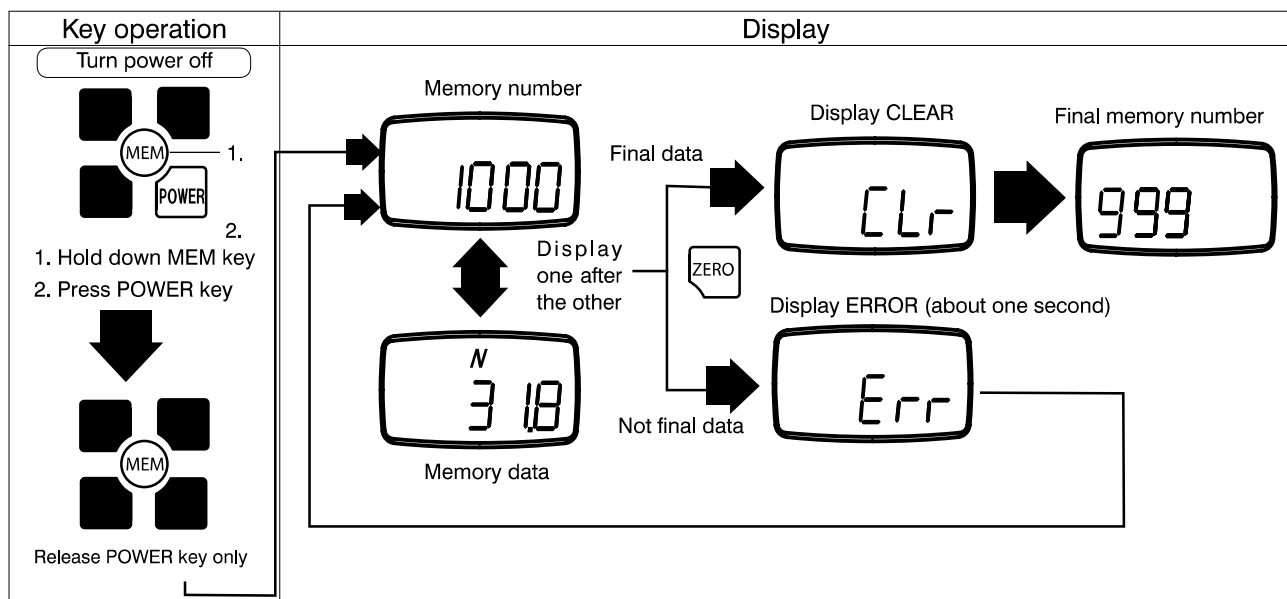 Key operation
Display
Turn power off
MEM
1.
POWER
2.
1. Hold down MEM key
2. Press POWER key
MEM
Release POWER key only
Memory number
1000
Display
one after
the other
N
31.8
Memory data
Final data
ZERO
Not final data
Display CLEAR
CLr
Final memory number
999
Display ERROR (about one second)
Err